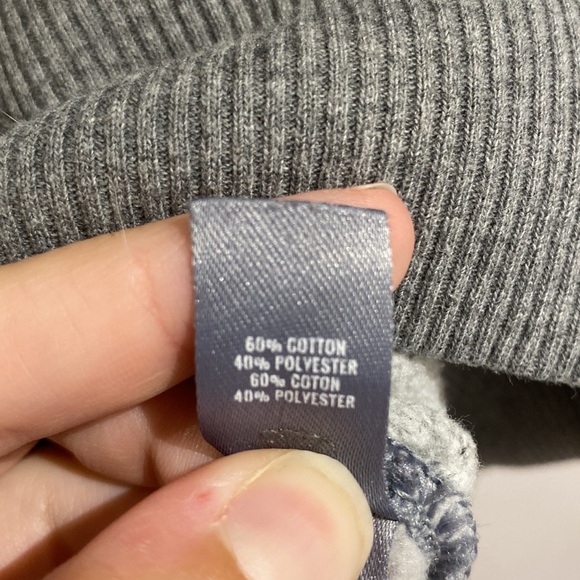 60% COTTON
40% POLYESTER
60% COTON
40% POLYESTER